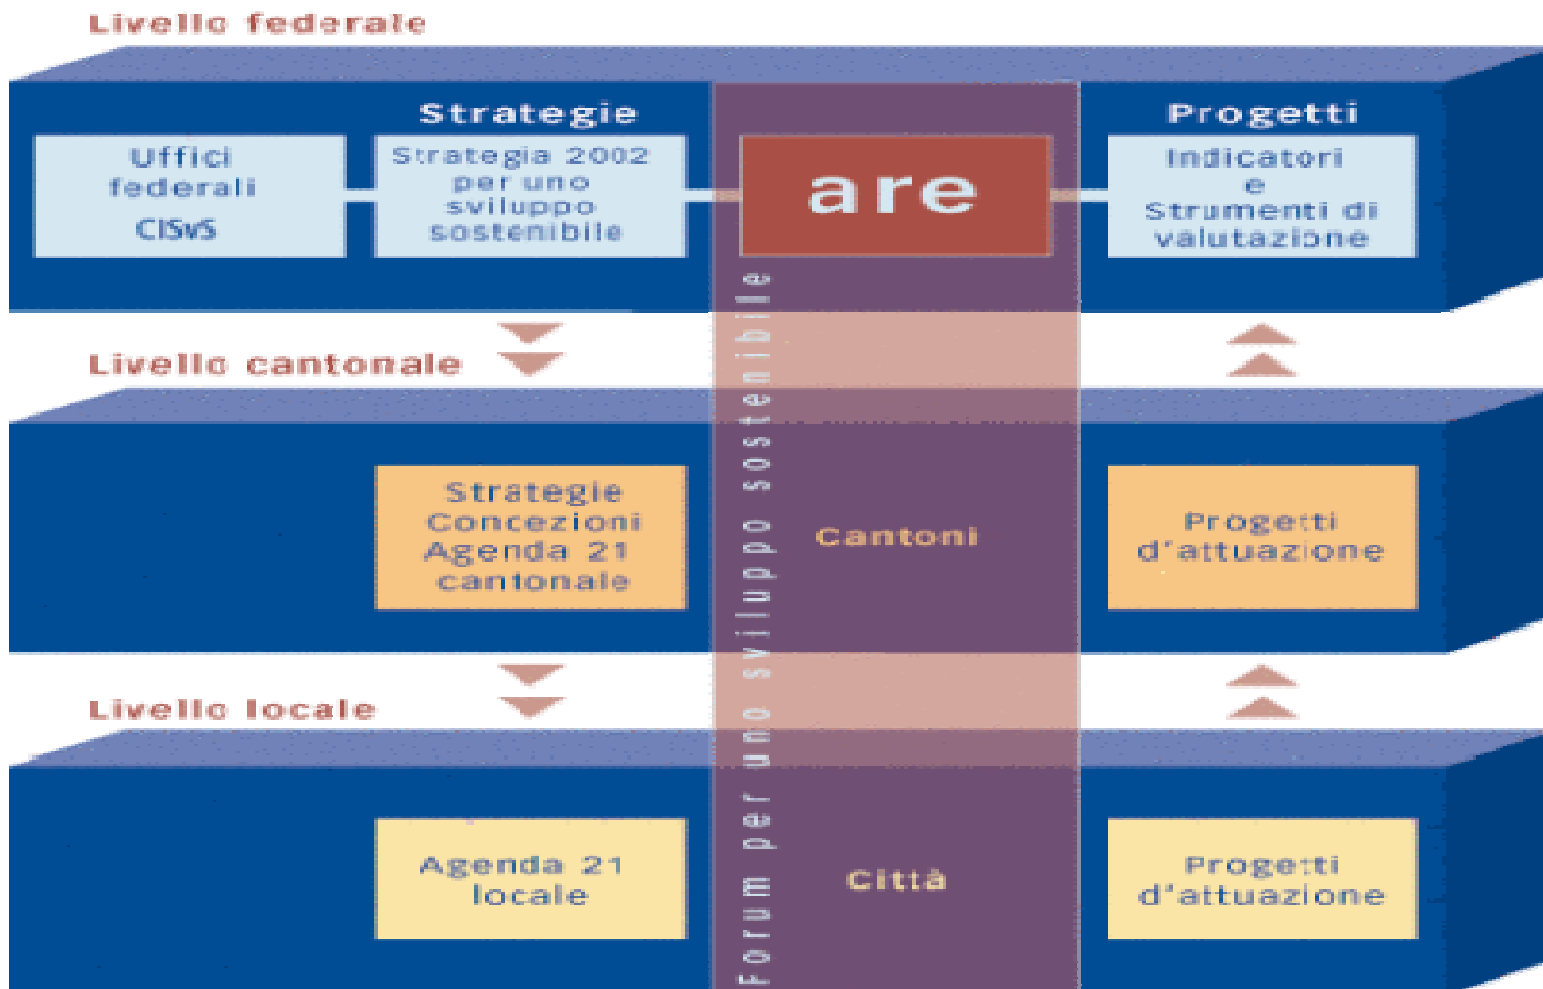 Livello federale
Strategie
Progetti
Uffici
federali
CISvS
Strategia 2002
per uno
sviluppo
sostenibile
are
Indicatori
e
Strumenti di
valutazione
Forum per uno sviluppo sostenibile
Livello cantonale
Strategie
Concezioni
Agenda 21
cantonale
Cantoni
Progetti
d'attuazione
Livello locale
Agenda 21
locale
Città
Progetti
d'attuazione